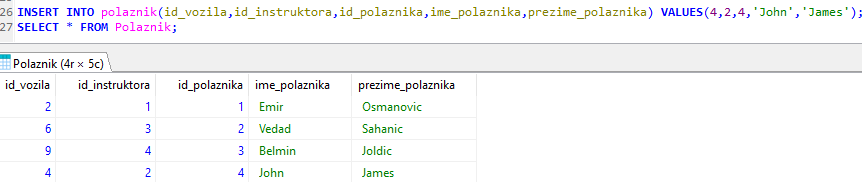 26 INSERT INTO polaznik(id_vozila,id_instruktora,id_polaznika,ime_polaznika,prezime_polaznika) VALUES(4,2,4,'John','James');
27 SELECT * FROM Polaznik;
Polaznik (4r × 5c)
id_vozila id_instruktora id_polaznika ime_polaznika prezime_polaznika
2 1 1 Emir Osmanovic
6 3 2 Vedad Sahanic
9 4 3 Belmin Joldic
4 2 4 John James